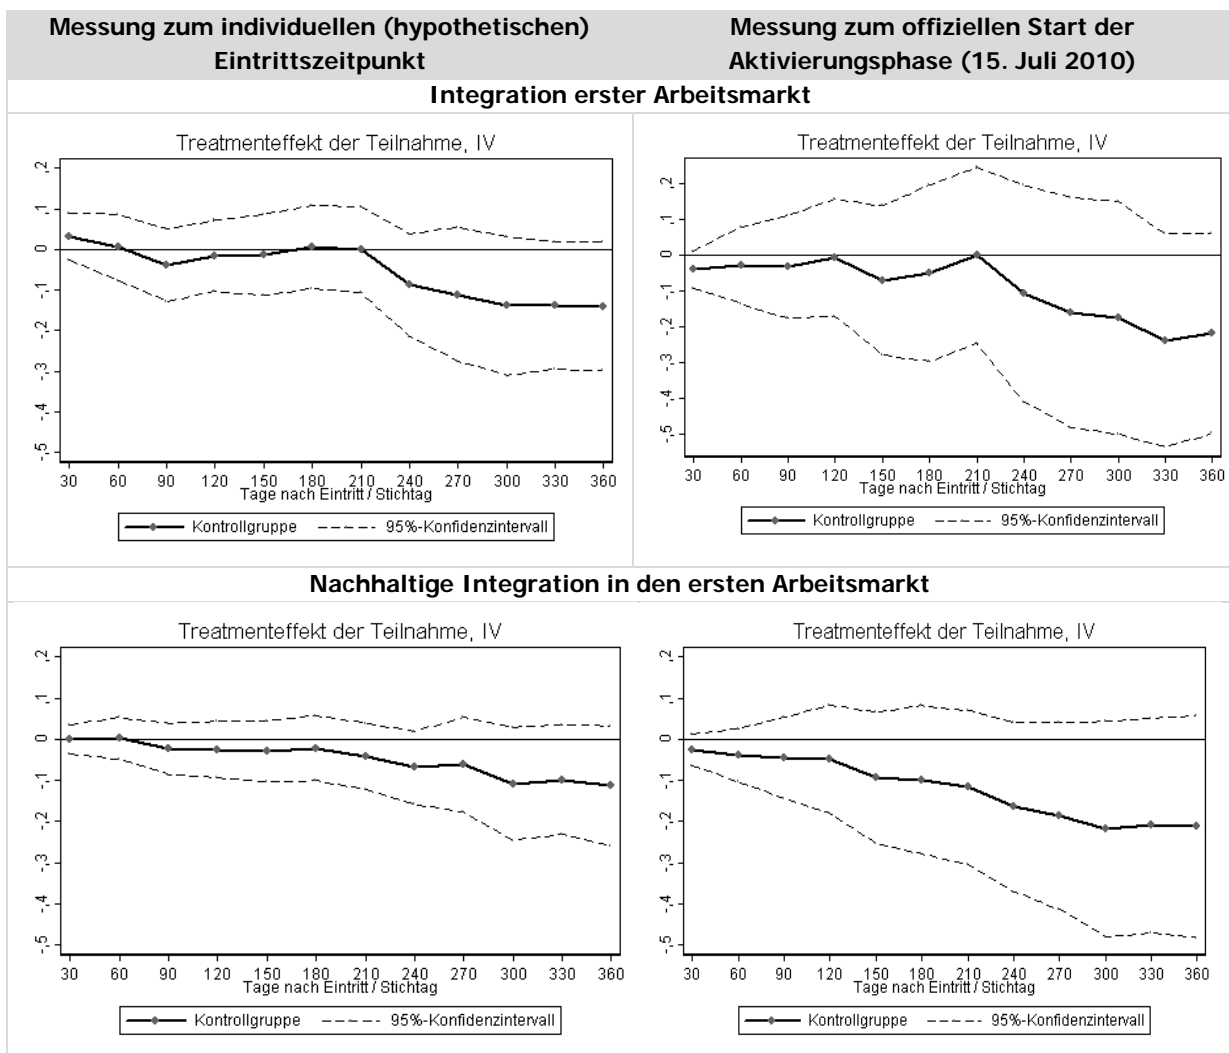 Messung zum individuellen (hypothetischen)
Eintrittszeitpunkt
Messung zum offiziellen Start der
Aktivierungsphase (15. Juli 2010)
Integration erster Arbeitsmarkt
Treatmenteffekt der Teilnahme, IV
,2
,1
0
-,1
-,2
-,3
-,4
-,5
30 60 90 120 150 180 210 240 270 300 330 360
Tage nach Eintritt / Stichtag
Kontrollgruppe 95%-Konfidenzintervall
Treatmenteffekt der Teilnahme, IV
,2
,1
0
-,1
-,2
-,3
-,4
-,5
30 60 90 120 150 180 210 240 270 300 330 360
Tage nach Eintritt / Stichtag
Kontrollgruppe 95%-Konfidenzintervall
Nachhaltige Integration in den ersten Arbeitsmarkt
Treatmenteffekt der Teilnahme, IV
,2
,1
0
-,1
-,2
-,3
-,4
-,5
30 60 90 120 150 180 210 240 270 300 330 360
Tage nach Eintritt / Stichtag
Kontrollgruppe 95%-Konfidenzintervall
Treatmenteffekt der Teilnahme, IV
,2
,1
0
-,1
-,2
-,3
-,4
-,5
30 60 90 120 150 180 210 240 270 300 330 360
Tage nach Eintritt / Stichtag
Kontrollgruppe 95%-Konfidenzintervall